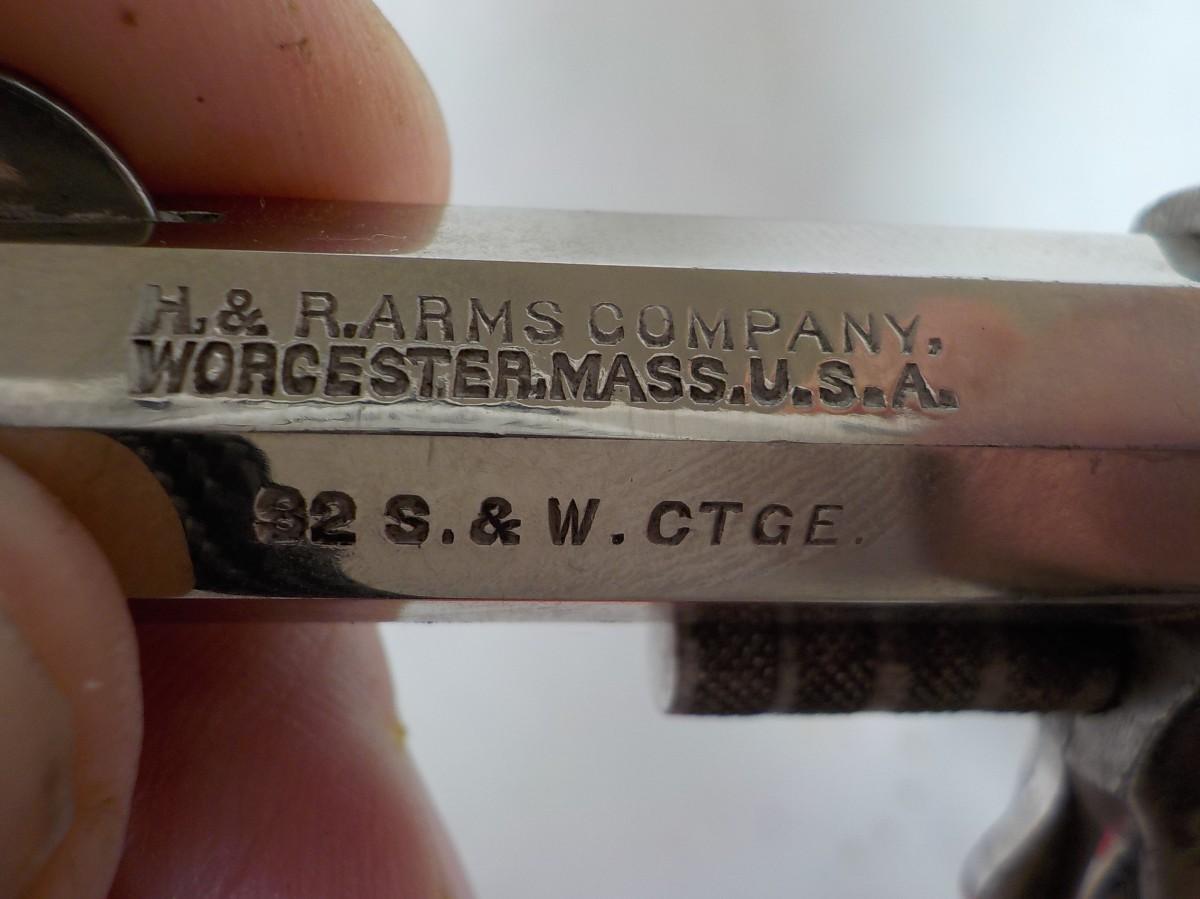 H.& R.ARMS COMPANY.
WORCESTER,MASS.U.S.A.
32 S.& W.CTGE.